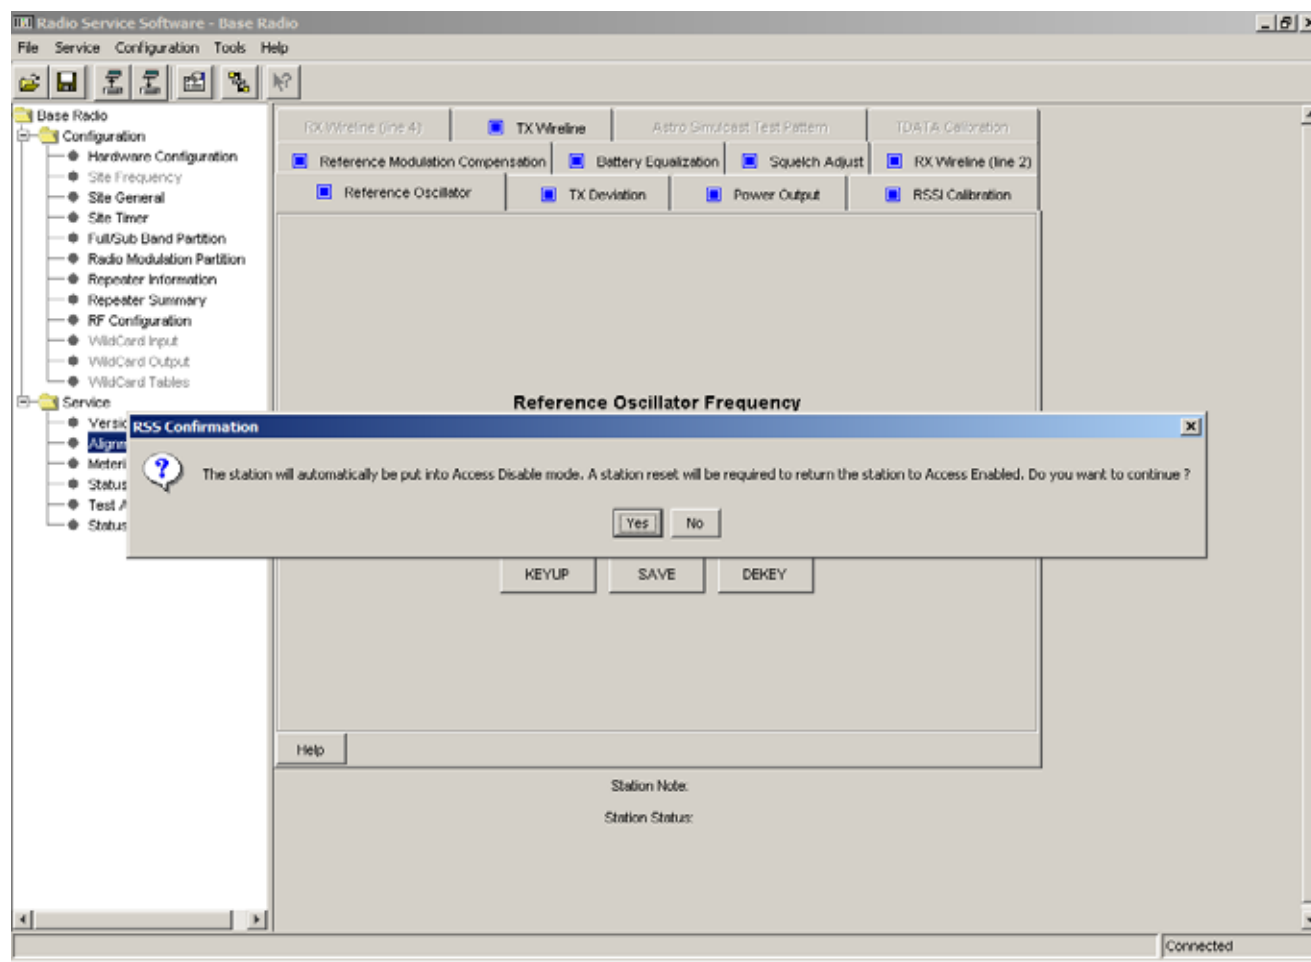 Radio Service Software - Base Radio
File Service Configuration Tools Help
Base Radio
Configuration
Hardware Configuration
Site Frequency
Site General
Site Timer
Full/Sub Band Partition
Radio Modulation Partition
Repeater Information
Repeater Summary
RF Configuration
WildCard Input
WildCard Output
WildCard Tables
Service
Status
Status
RX Wireline (line 4) TX Wireline Astro Simulcast Test Pattern TDATA Calibration
Reference Modulation Compensation Battery Equalization Squelch Adjust RX Wireline (line 2)
Reference Oscillator TX Deviation Power Output RSSI Calibration
Reference Oscillator Frequency
RSS Confirmation
The station will automatically be put into Access Disable mode. A station reset will be required to return the station to Access Enabled. Do you want to continue ?
Yes No
KEYUP SAVE DEKEY
Help
Station Note:
Station Status:
Connected